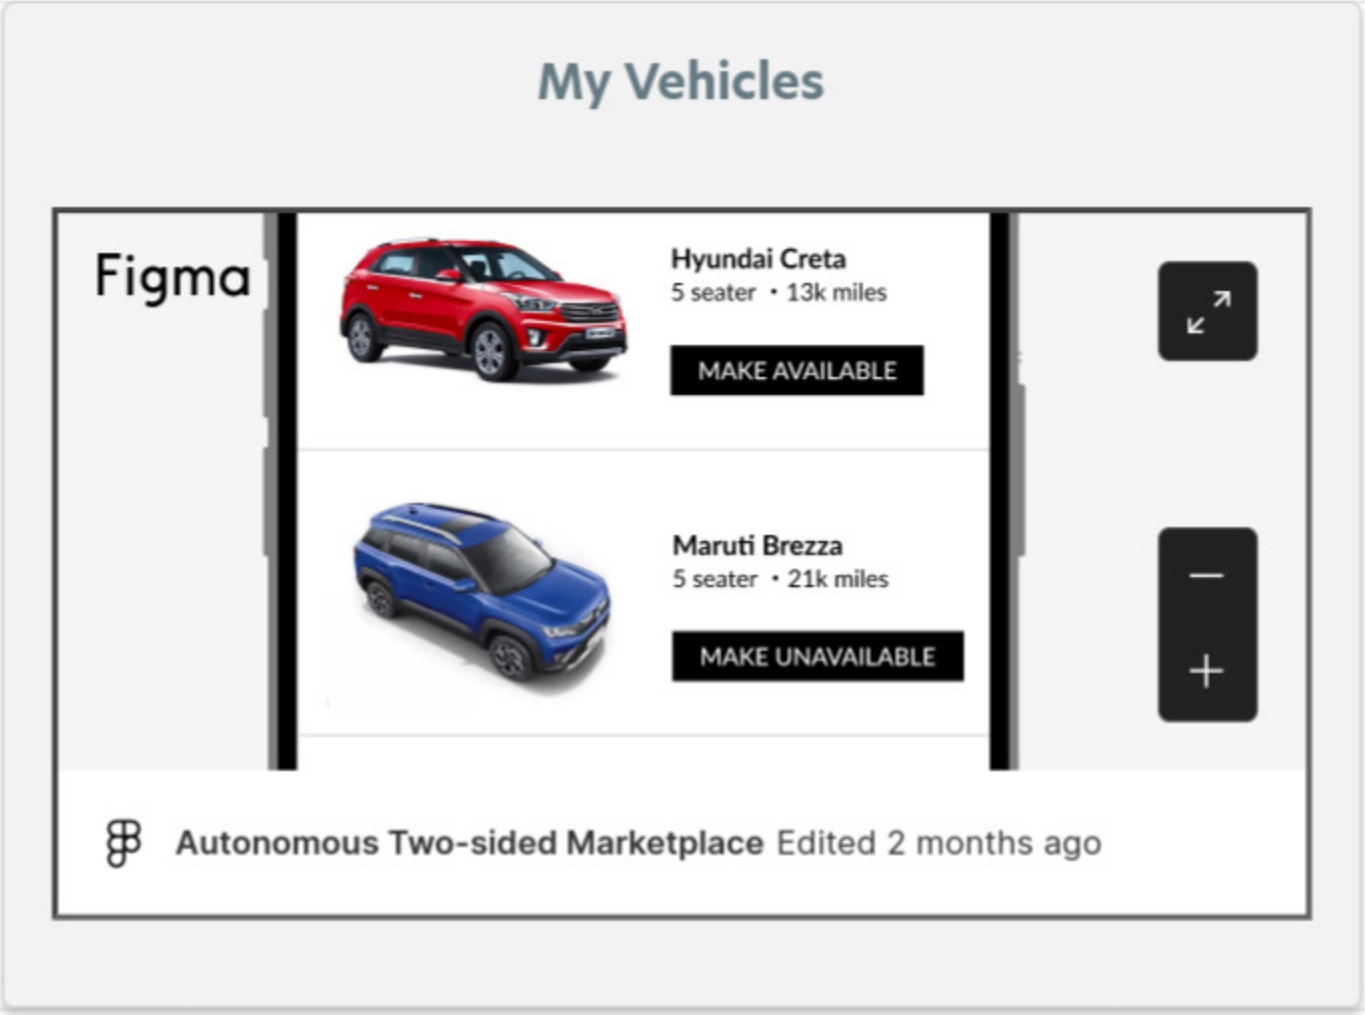 My Vehicles
Figma
Hyundai Creta
5 seater • 13k miles
MAKE AVAILABLE
Maruti Brezza
5 seater • 21k miles
MAKE UNAVAILABLE
Autonomous Two-sided Marketplace Edited 2 months ago